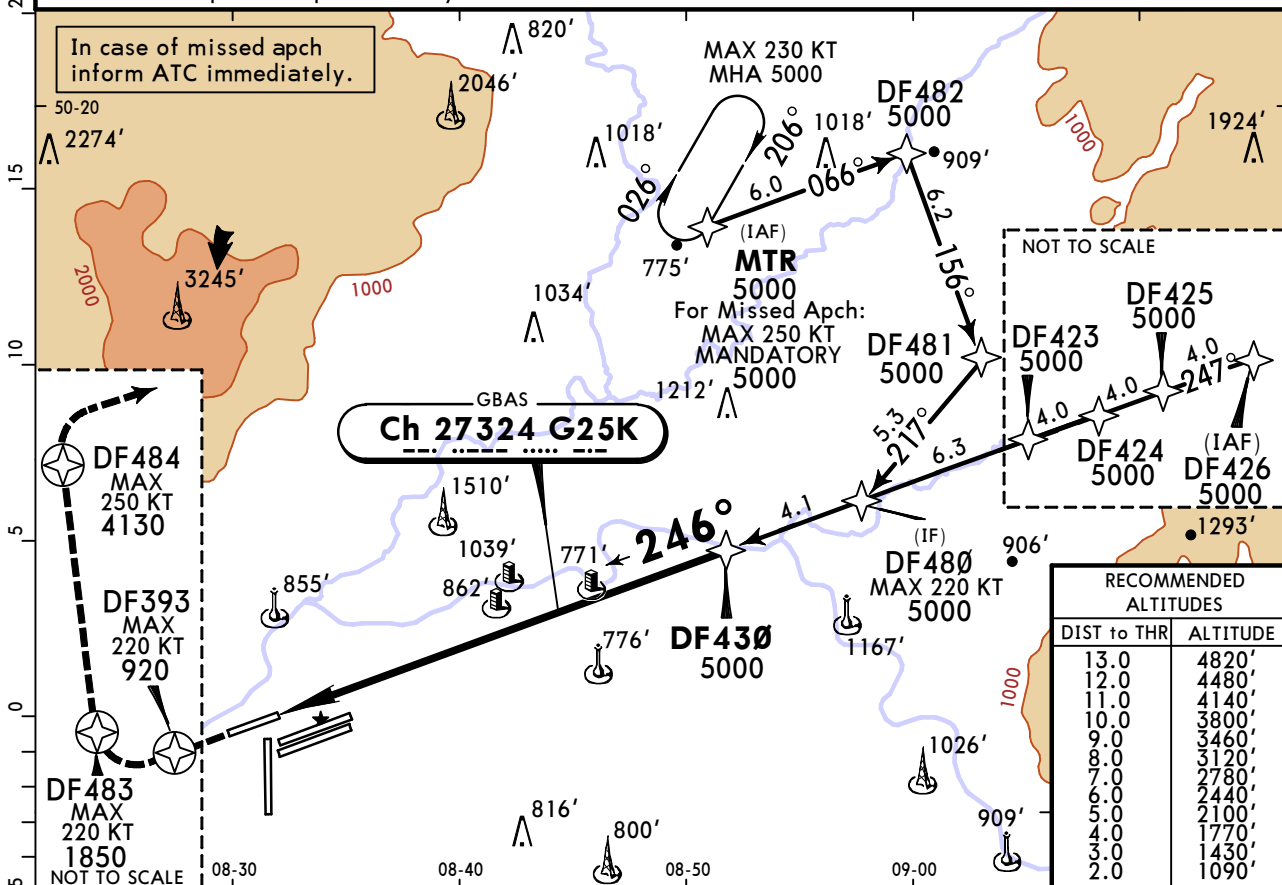 In case of missed apch
inform ATC immediately.
820'
MAX 230 KT
MHA 5000
2046'
50-20
2274'
1018'
026°
206°
1018'
DF482
5000
909'
1000
1924'
15
6.0
066°
6.2
156°
(IAF)
MTR
5000
775'
For Missed Apch:
MAX 250 KT
MANDATORY
5000
NOT TO SCALE
2000
3245'
1000
1034'
DF425
5000
DF423
5000
DF481
5000
4.0
247°
10
1212'
4.0
4.0
DF424
5000
(IAF)
DF426
5000
GBAS
Ch 27324 G25K
5.3
217°
6.3
DF484
MAX
250 KT
4130
1510'
4.1
246°
5
1039'
862'
771'
(IF)
DF48Ø
MAX 220 KT
5000
906'
1293'
855'
DF393
MAX
220 KT
920
776'
DF43Ø
5000
1167'
1000
0
DF483
MAX
220 KT
1850
NOT TO SCALE
1026'
816'
800'
909'
5
08-30
08-40
08-50
09-00
RECOMMENDED
ALTITUDES
DIST to THR ALTITUDE
13.0 4820'
12.0 4480'
11.0 4140'
10.0 3800'
9.0 3460'
8.0 3120'
7.0 2780'
6.0 2440'
5.0 2100'
4.0 1770'
3.0 1430'
2.0 1090'